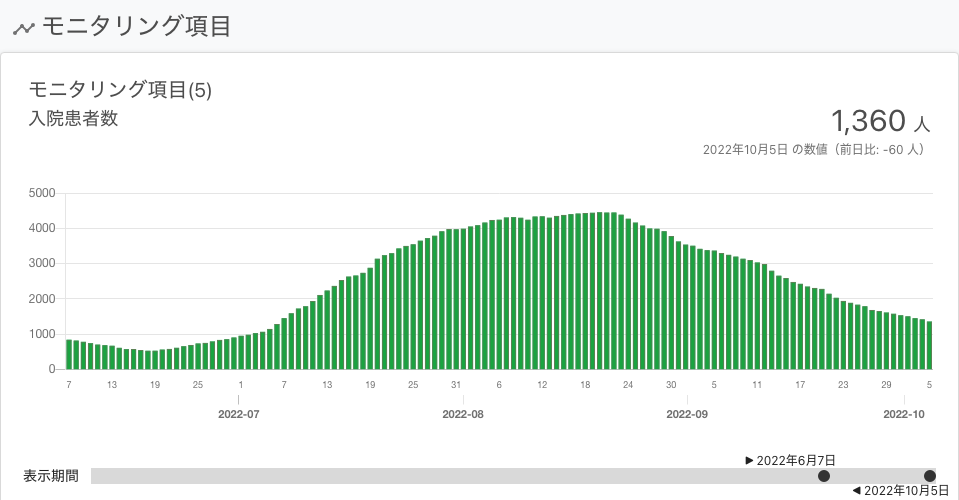 モニタリング項目
モニタリング項目(5)
入院患者数
1,360 人
2022年10月5日 の数値（前日比: -60 人）
5000
4000
3000
2000
1000
0
7 13 19 25 1 7 13 19 25 31 6 12 18 24 30 5 11 17 23 29 5
2022-07 2022-08 2022-09 2022-10
2022年6月7日
表示期間
2022年10月5日